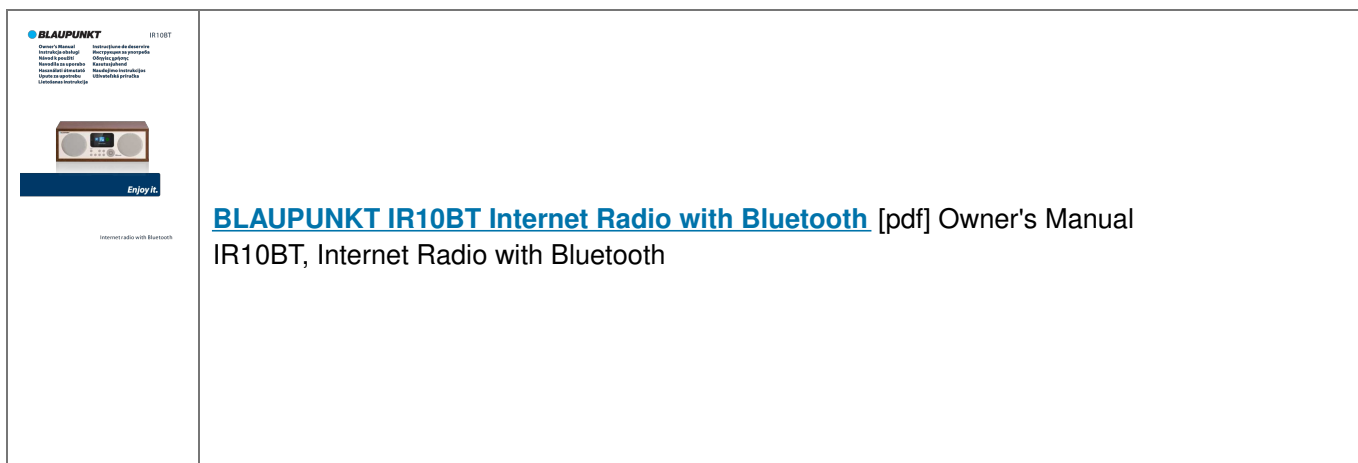 BLAUPUNKT IR10BT
Owner's Manual
Instrukcja obsługi
Návod k použití
Navodila za uporabo
Használati útmutató
Upute za upotrebu
Lietošanas instrukcija
Instrucțiune de deservire
Инструкция за употреба
Οδηγίες χρήσης
Kasutusjuhend
Naudojimo instrukcijos
Užívateľská príručka
Enjoy it.
Internet radio with Bluetooth
BLAUPUNKT IR10BT Internet Radio with Bluetooth [pdf] Owner's Manual
IR10BT, Internet Radio with Bluetooth